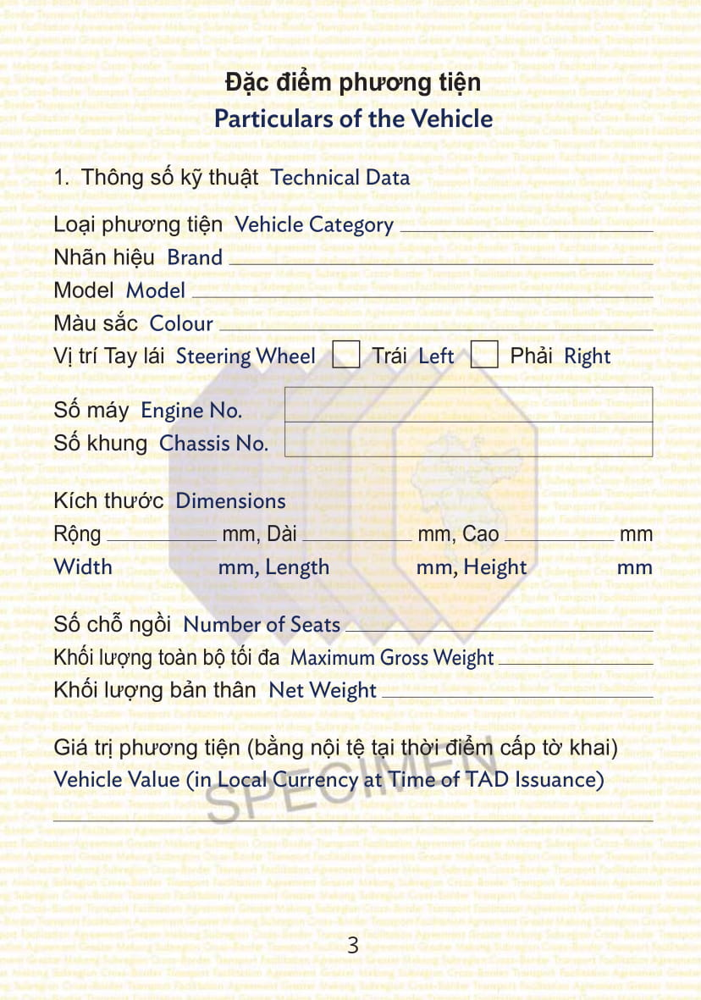 Đặc điểm phương tiện
Particulars of the Vehicle
1. Thông số kỹ thuật Technical Data
Loại phương tiện Vehicle Category
Nhãn hiệu Brand
Model Model
Màu sắc Colour
Vị trí Tay lái Steering Wheel Trái Left Phải Right
Số máy Engine No.
Số khung Chassis No.
Kích thước Dimensions
Rộng mm, Dài mm, Cao mm
Width mm, Length mm, Height mm
Số chỗ ngồi Number of Seats
Khối lượng toàn bộ tối đa Maximum Gross Weight
Khối lượng bản thân Net Weight
Giá trị phương tiện (bằng nội tệ tại thời điểm cấp tờ khai)
Vehicle Value (in Local Currency at Time of TAD Issuance)
SPECIMEN
3